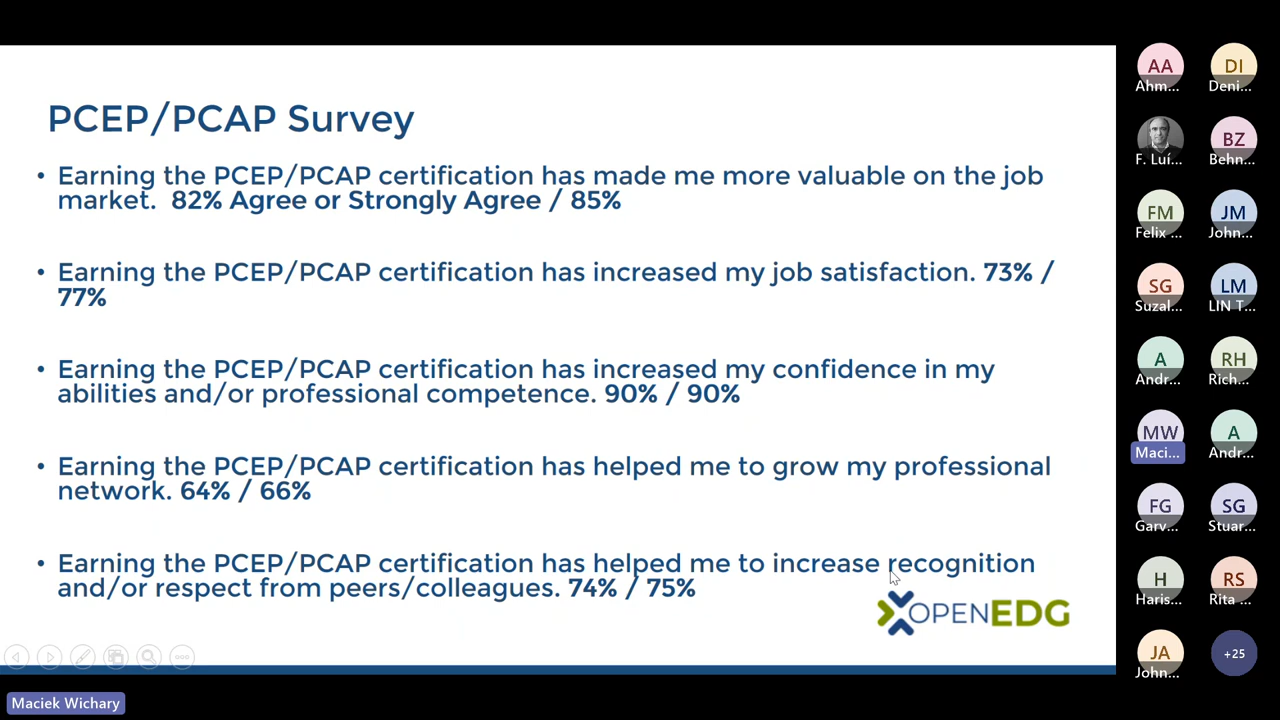 PCEP/PCAP Survey
• Earning the PCEP/PCAP certification has made me more valuable on the job
market.  82% Agree or Strongly Agree / 85%
• Earning the PCEP/PCAP certification has increased my job satisfaction. 73% /
77%
• Earning the PCEP/PCAP certification has increased my confidence in my
abilities and/or professional competence. 90% / 90%
• Earning the PCEP/PCAP certification has helped me to grow my professional
network. 64% / 66%
• Earning the PCEP/PCAP certification has helped me to increase recognition
and/or respect from peers/colleagues. 74% / 75%
OPENEDG
Maciek Wichary
AA DI
Ahm... Deni...
BZ
F. Luí... Behn...
FM JM
Felix ... John...
SG LM
Suzal... LIN T...
A RH
Andr... Rich...
MW A
Maci... Andr...
FG SG
Garv... Stuar...
H RS
Haris... Rita ...
JA +25
John...